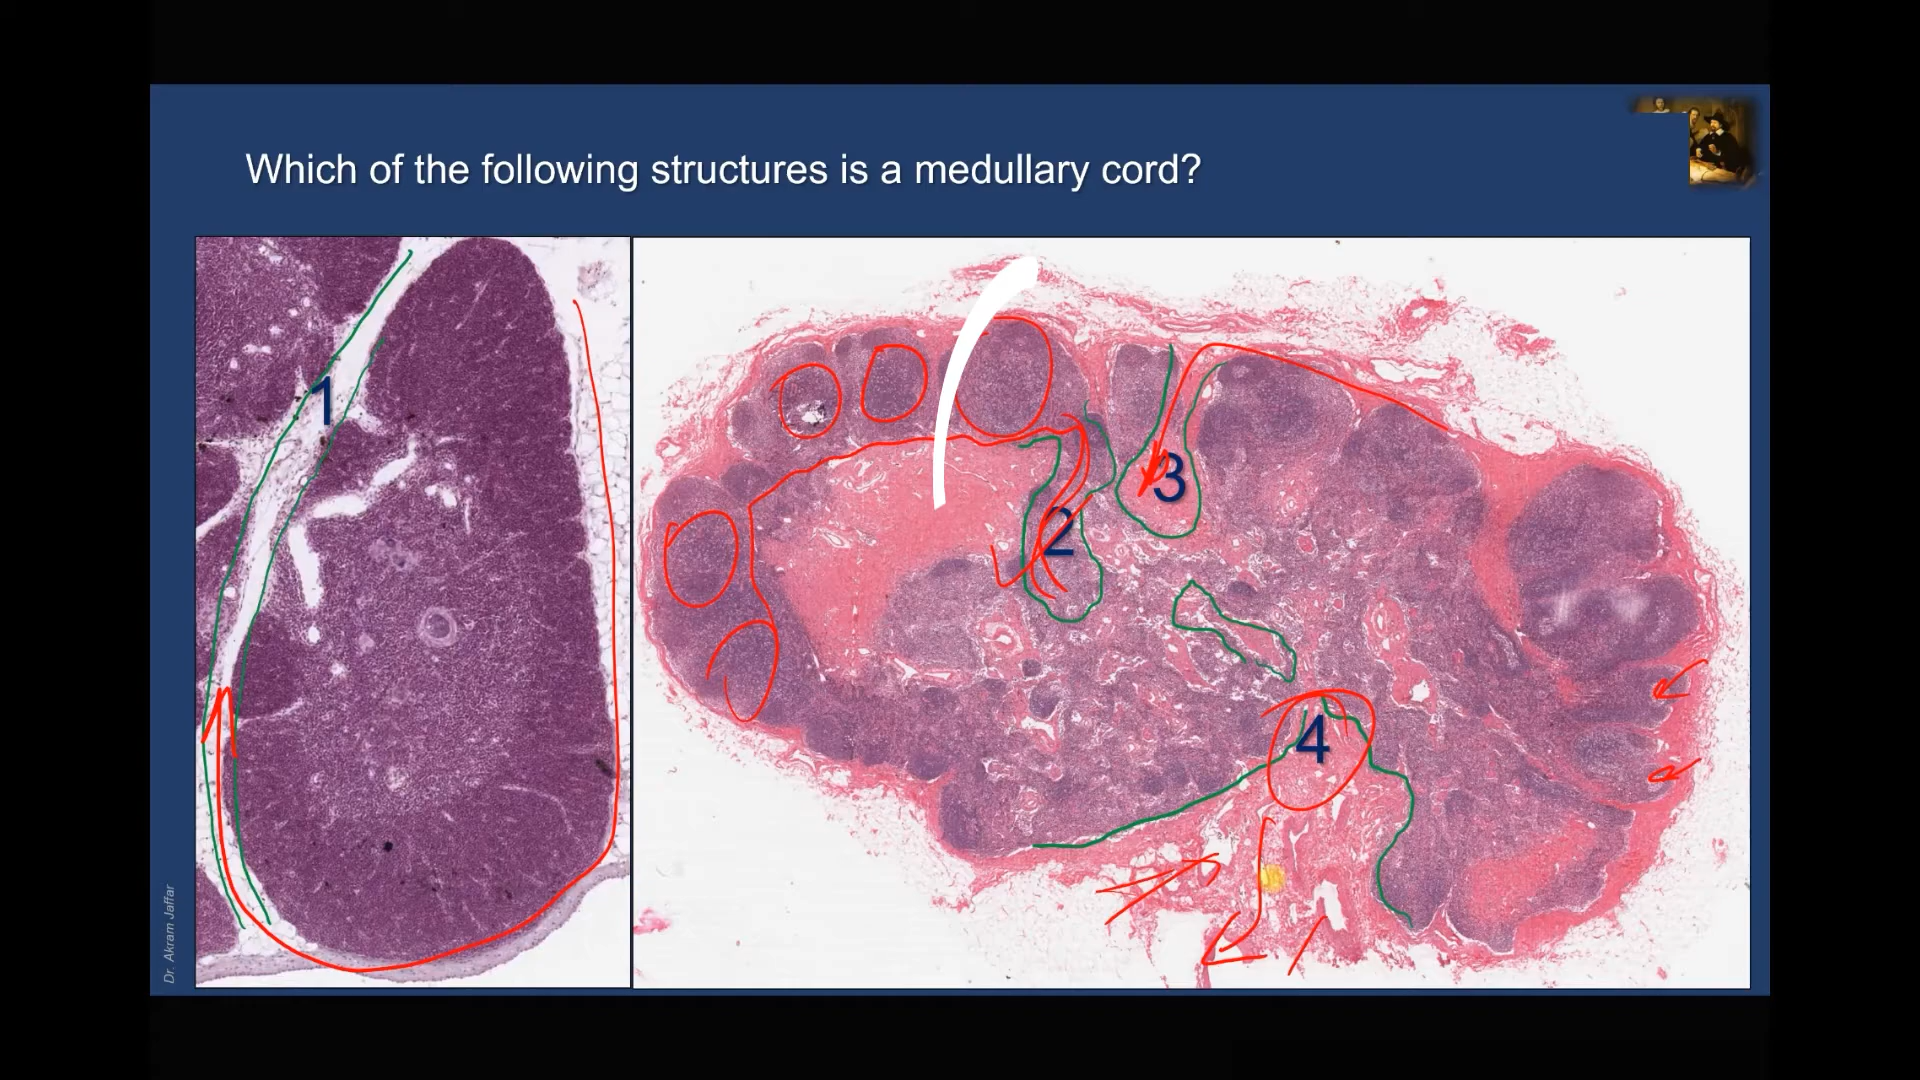 Which of the following structures is a medullary cord?
1
2
3
4
Dr. Akram Jaffar